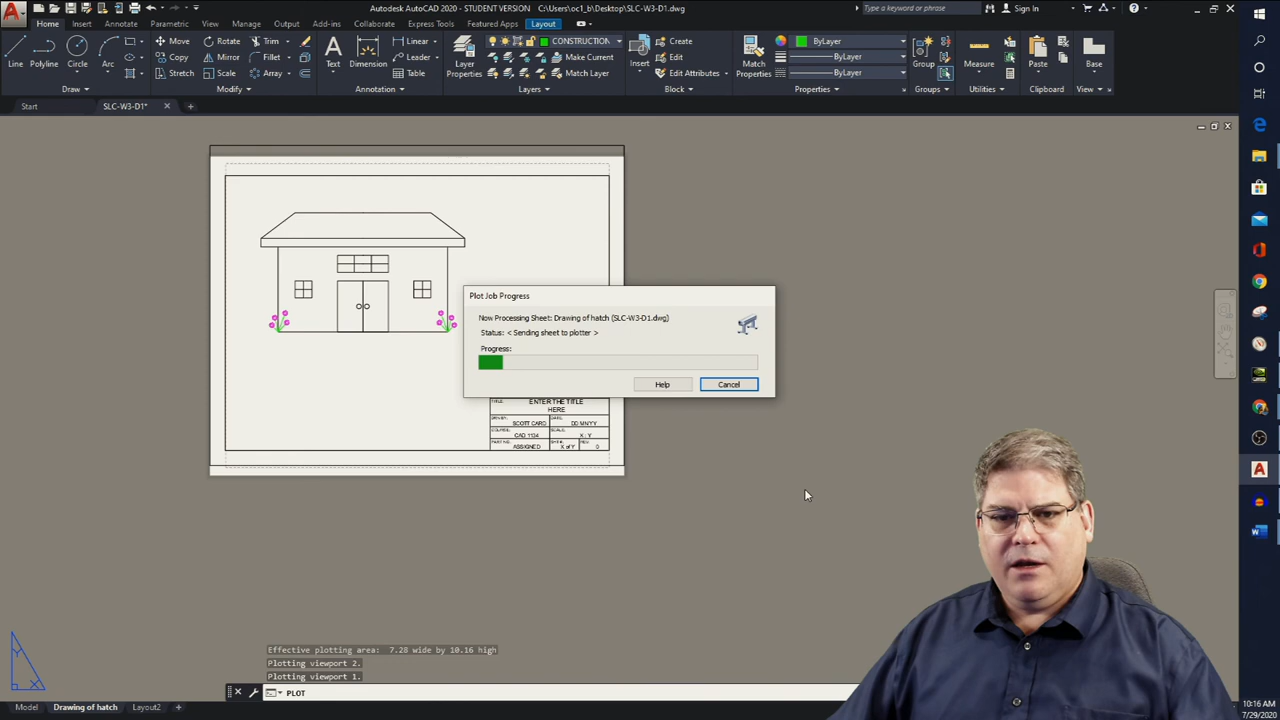 Autodesk AutoCAD 2020 - STUDENT VERSION C:\Users\oc1_b\Desktop\SLC-W3-D1.dwg
Type a keyword or phrase
Sign In
Home Insert Annotate Parametric View Manage Output Add-ins Collaborate Express Tools Featured Apps Layout
Line Polyline Circle Arc
Move Rotate Trim
Copy Mirror Fillet
Stretch Scale Array
Text Dimension
Linear
Leader
Table
Layer Properties
CONSTRUCTION
Make Current
Match Layer
Insert
Create
Edit
Edit Attributes
Match Properties
ByLayer
ByLayer
ByLayer
Group Measure Paste Base
Draw Modify Annotation Layers Block Properties Groups Utilities Clipboard View
Start SLC-W3-D1*
Plot Job Progress
Now Processing Sheet: Drawing of hatch (SLC-W3-D1.dwg)
Status: < Sending sheet to plotter >
Progress:
Help Cancel
TITLE:
ENTER THE TITLE
HERE
SCOTT CARD DD MN/YY
CAD 1134 X : Y
ASSIGNED X of Y 0
Effective plotting area: 7.28 wide by 10.16 high
Plotting viewport 2.
Plotting viewport 1.
PLOT
Y
X
Model Drawing of hatch Layout2
10:16 AM
7/29/2020